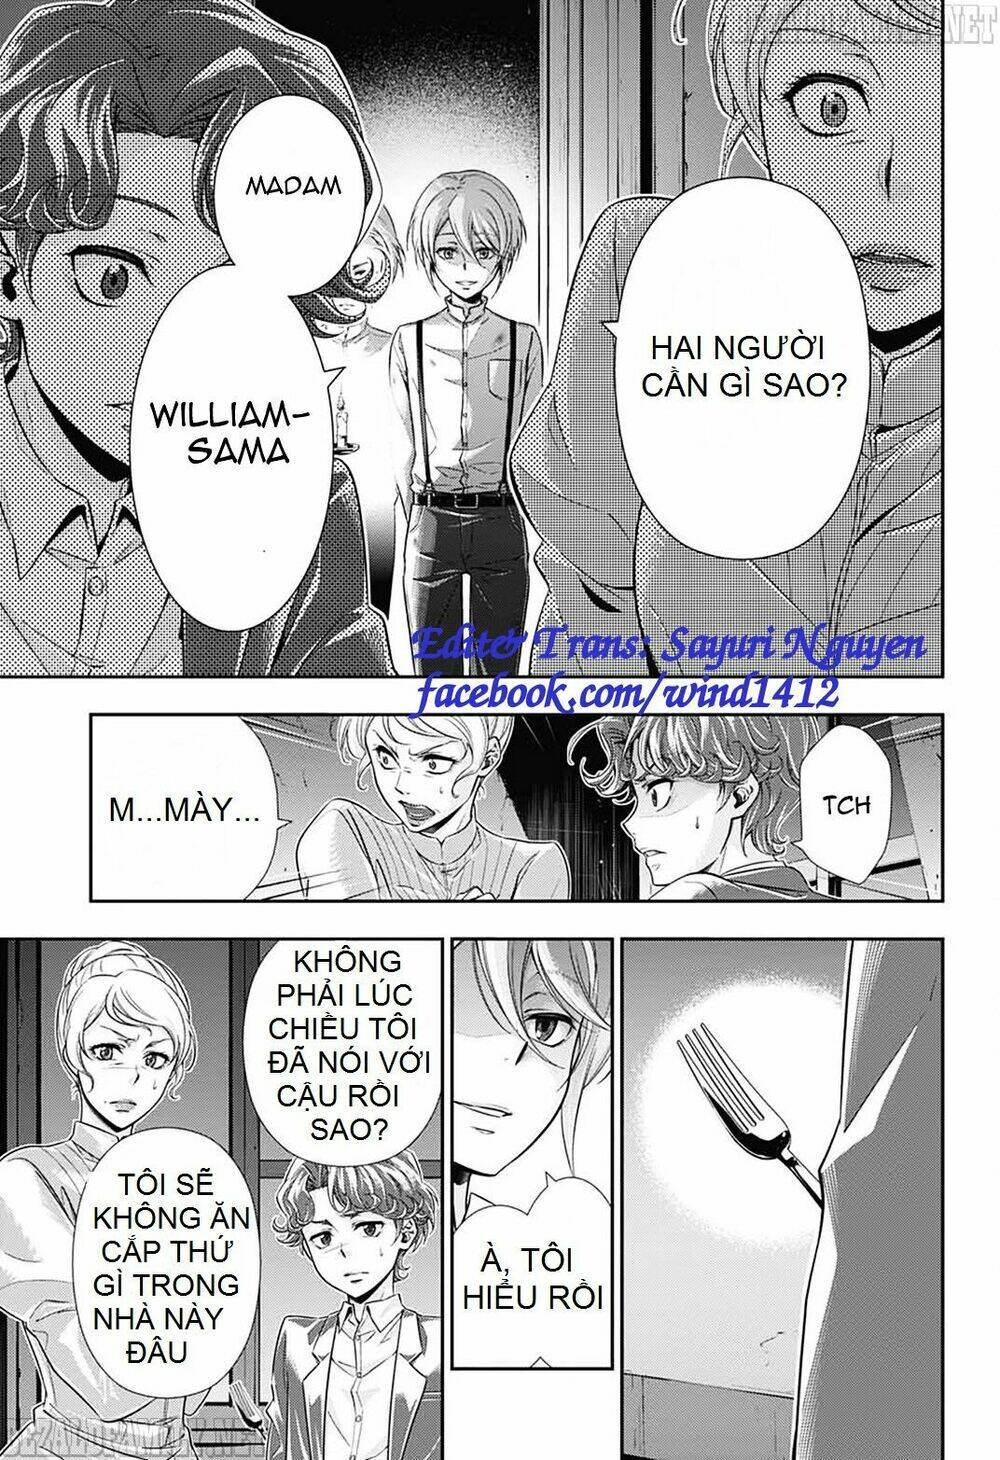 HAI NGƯỜI
CẦN GÌ SAO?
MADAM
WILLIAM-
SAMA
Edit& Trans: Sayuri Nguyen
facebook.com/wind1412
TCH
M...MÀY...
À, TÔI
HIỂU RỒI
KHÔNG
PHẢI LÚC
CHIỀU TÔI
ĐÃ NÓI VỚI
CẬU RỒI
SAO?
TÔI SẼ
KHÔNG ĂN
CẮP THỨ
GÌ TRONG
NHÀ NÀY
ĐÂU